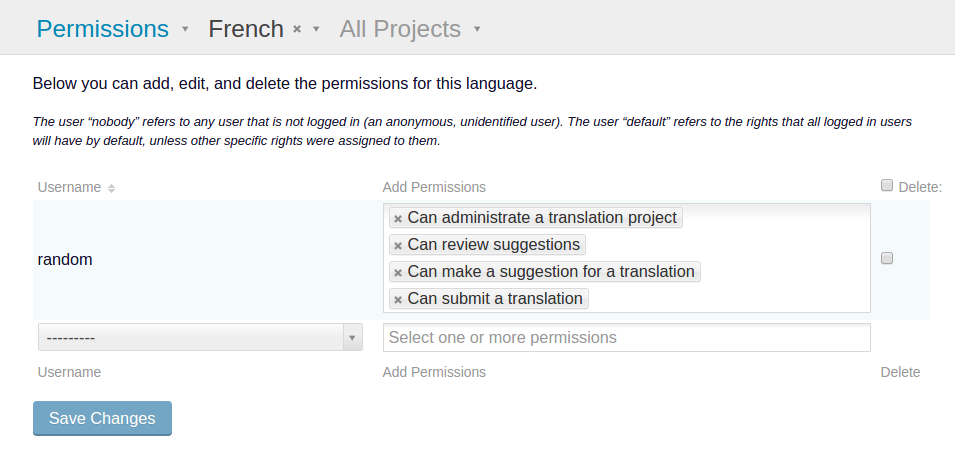 Permissions French × All Projects
Below you can add, edit, and delete the permissions for this language.
The user “nobody” refers to any user that is not logged in (an anonymous, unidentified user). The user “default” refers to the rights that all logged in users
will have by default, unless other specific rights were assigned to them.
Username Add Permissions Delete:
× Can administrate a translation project
× Can review suggestions
random
× Can make a suggestion for a translation
× Can submit a translation
--------- Select one or more permissions
Username Add Permissions Delete
Save Changes